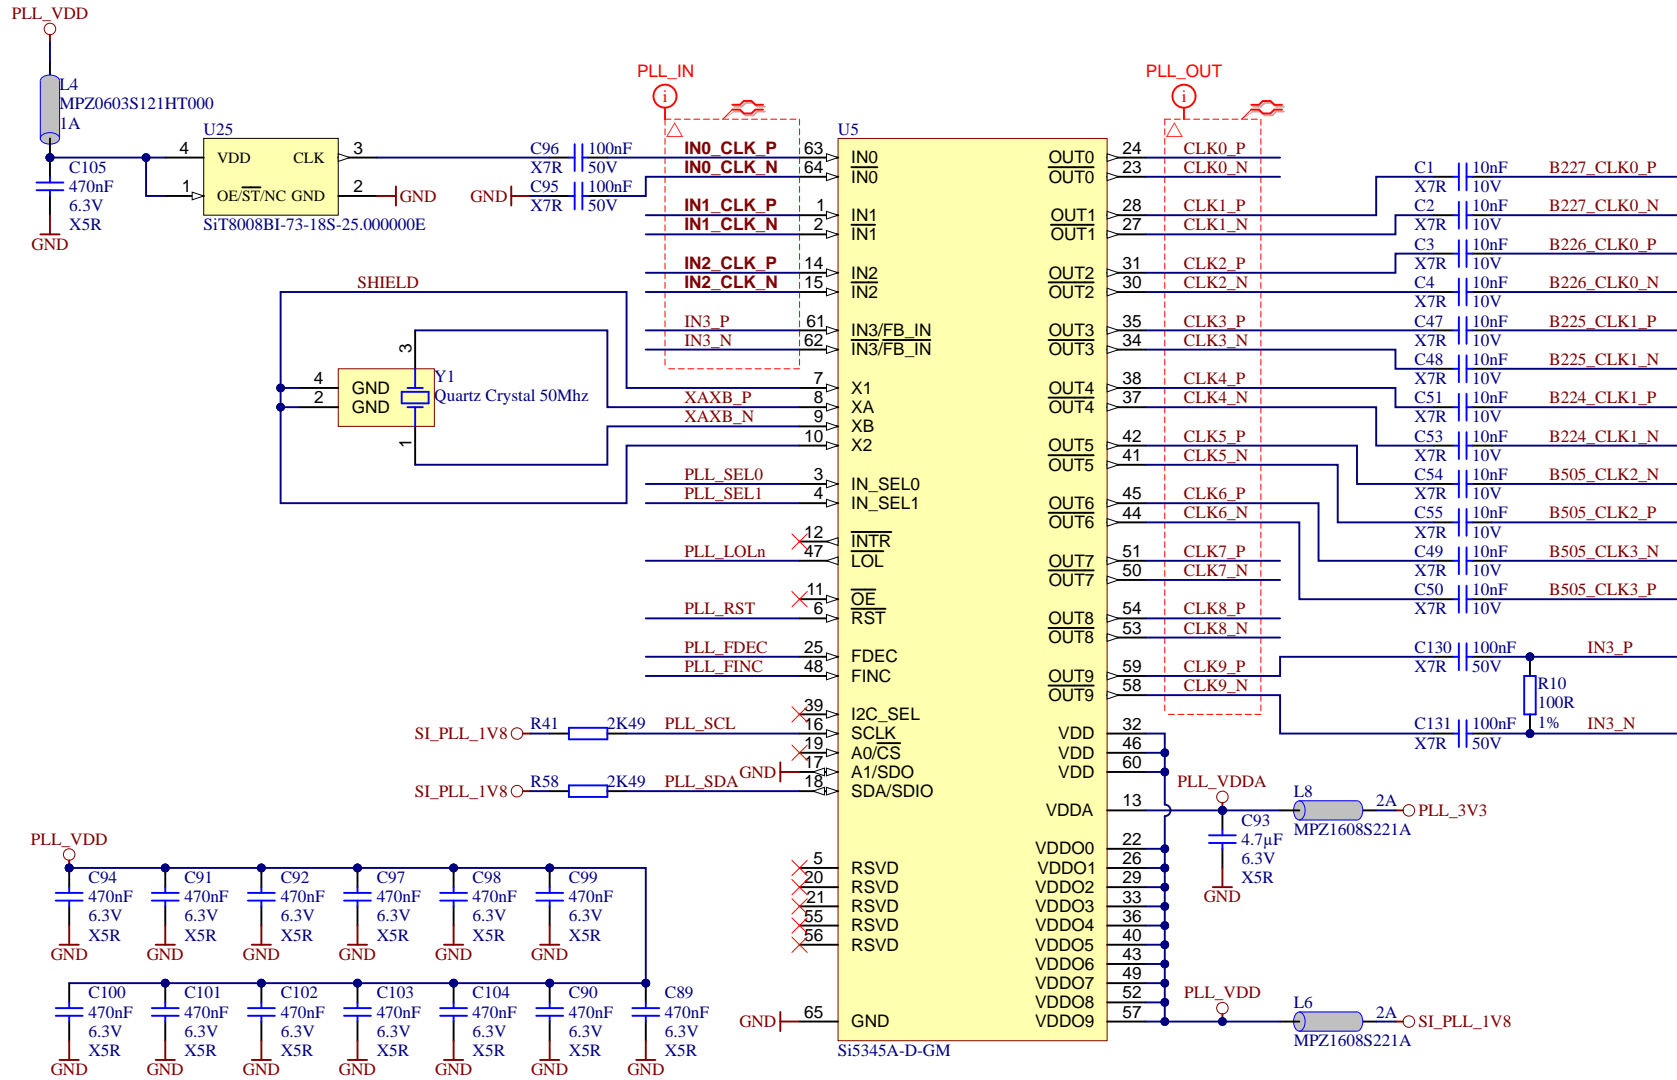 PLL_VDD
L4
MPZ0603S121HT000
1A
C105
470nF
6.3V
X5R
GND
U25
4 VDD CLK 3
1 OE/ST/NC GND 2 GND
SiT8008BI-73-18S-25.000000E
C96 100nF
X7R 50V
GND C95 100nF
X7R 50V
PLL_IN
i
PLL_OUT
i
U5
IN0_CLK_P 63 IN0
IN0_CLK_N 64 IN0
IN1_CLK_P 1 IN1
IN1_CLK_N 2 IN1
IN2_CLK_P 14 IN2
IN2_CLK_N 15 IN2
IN3_P 61 IN3/FB_IN
IN3_N 62 IN3/FB_IN
SHIELD
3
4 GND
2 GND
1
Y1
Quartz Crystal 50Mhz
7 X1
XAXB_P 8 XA
XAXB_N 9 XB
10 X2
PLL_SEL0 3 IN_SEL0
PLL_SEL1 4 IN_SEL1
12 INTR
PLL_LOLn 47 LOL
11 OE
PLL_RST 6 RST
PLL_FDEC 25 FDEC
PLL_FINC 48 FINC
39 I2C_SEL
SI_PLL_1V8 R41 2K49 PLL_SCL 16 SCLK
19 A0/CS
GND 17 A1/SDO
SI_PLL_1V8 R58 2K49 PLL_SDA 18 SDA/SDIO
5 RSVD
20 RSVD
21 RSVD
55 RSVD
56 RSVD
GND 65 GND
Si5345A-D-GM
OUT0 24 CLK0_P
OUT0 23 CLK0_N
OUT1 28 CLK1_P
OUT1 27 CLK1_N
OUT2 31 CLK2_P
OUT2 30 CLK2_N
OUT3 35 CLK3_P
OUT3 34 CLK3_N
OUT4 38 CLK4_P
OUT4 37 CLK4_N
OUT5 42 CLK5_P
OUT5 41 CLK5_N
OUT6 45 CLK6_P
OUT6 44 CLK6_N
OUT7 51 CLK7_P
OUT7 50 CLK7_N
OUT8 54 CLK8_P
OUT8 53 CLK8_N
OUT9 59 CLK9_P
OUT9 58 CLK9_N
VDD 32
VDD 46
VDD 60
VDDA 13
VDDO0 22
VDDO1 26
VDDO2 29
VDDO3 33
VDDO4 36
VDDO5 40
VDDO6 43
VDDO7 49
VDDO8 52
VDDO9 57
C1 10nF B227_CLK0_P
X7R 10V
C2 10nF B227_CLK0_N
X7R 10V
C3 10nF B226_CLK0_P
X7R 10V
C4 10nF B226_CLK0_N
X7R 10V
C47 10nF B225_CLK1_P
X7R 10V
C48 10nF B225_CLK1_N
X7R 10V
C51 10nF B224_CLK1_P
X7R 10V
C53 10nF B224_CLK1_N
X7R 10V
C54 10nF B505_CLK2_N
X7R 10V
C55 10nF B505_CLK2_P
X7R 10V
C49 10nF B505_CLK3_N
X7R 10V
C50 10nF B505_CLK3_P
X7R 10V
C130 100nF IN3_P
X7R 50V
R10
100R
1%
C131 100nF IN3_N
X7R 50V
PLL_VDDA
L8 2A PLL_3V3
MPZ1608S221A
C93
4.7µF
6.3V
X5R
GND
PLL_VDD
L6 2A SI_PLL_1V8
MPZ1608S221A
PLL_VDD
C94 C91 C92 C97 C98 C99
470nF 470nF 470nF 470nF 470nF 470nF
6.3V 6.3V 6.3V 6.3V 6.3V 6.3V
X5R X5R X5R X5R X5R X5R
GND GND GND GND GND GND
C100 C101 C102 C103 C104 C90 C89
470nF 470nF 470nF 470nF 470nF 470nF 470nF
6.3V 6.3V 6.3V 6.3V 6.3V 6.3V 6.3V
X5R X5R X5R X5R X5R X5R X5R
GND GND GND GND GND GND GND